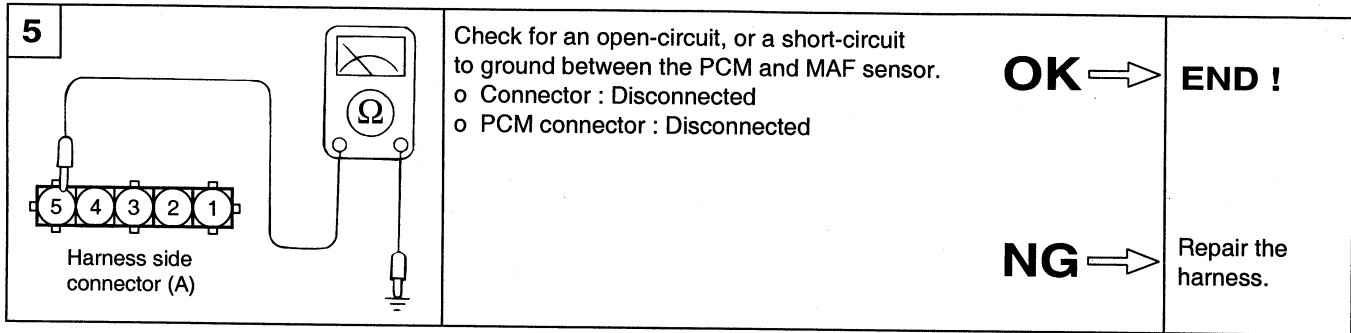 5
Ω
5 4 3 2 1
Harness side
connector (A)
Check for an open-circuit, or a short-circuit
to ground between the PCM and MAF sensor.
o Connector : Disconnected
o PCM connector : Disconnected
OK
END !
NG
Repair the
harness.